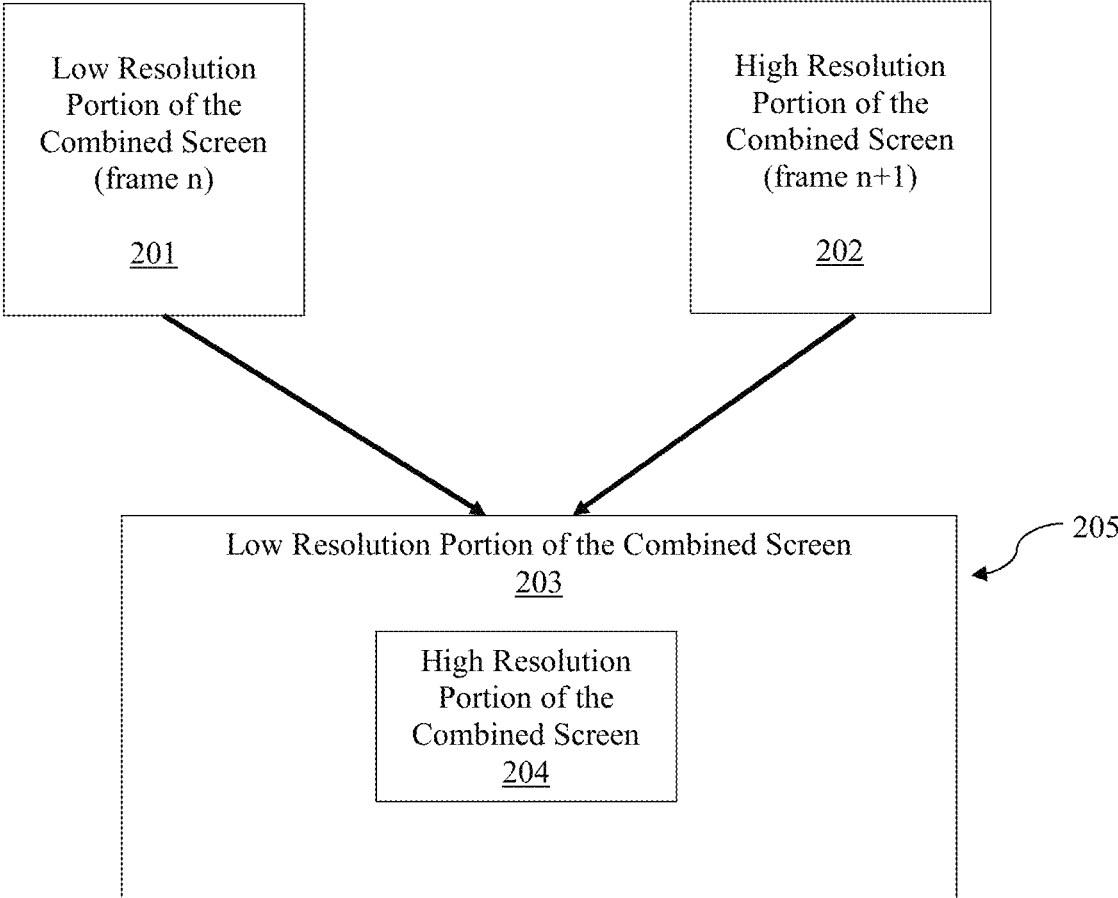 Low Resolution
Portion of the
Combined Screen
(frame n)
201
High Resolution
Portion of the
Combined Screen
(frame n+1)
202
Low Resolution Portion of the Combined Screen
203
205
High Resolution
Portion of the
Combined Screen
204